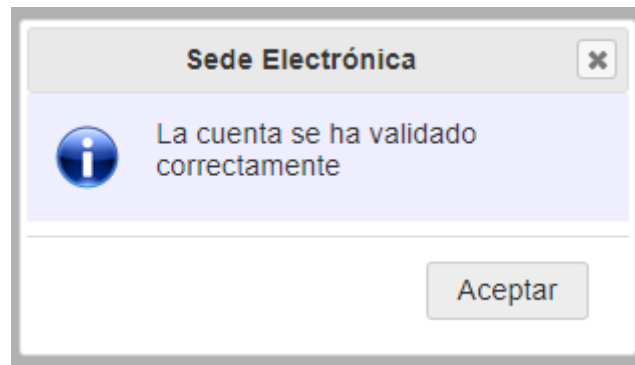 Sede Electrónica
La cuenta se ha validado
correctamente
Aceptar